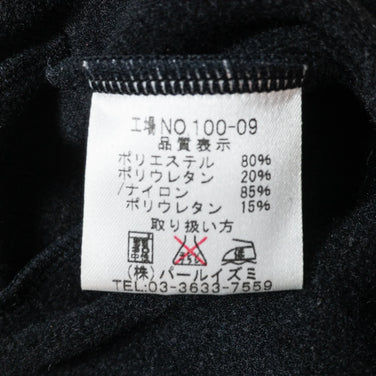 工場NO.100-09
品質表示
ポリエステル 80%
ポリウレタン 20%
/ナイロン 85%
ポリウレタン 15%
取り扱い方
(株)パールイズミ
TEL:03-3633-7559